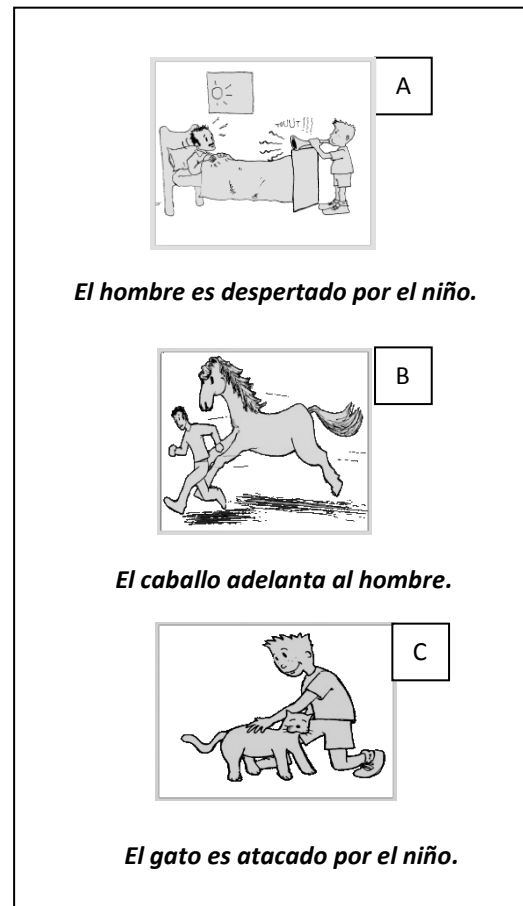 A
TUUUT!!!
El hombre es despertado por el niño.
B
El caballo adelanta al hombre.
C
El gato es atacado por el niño.